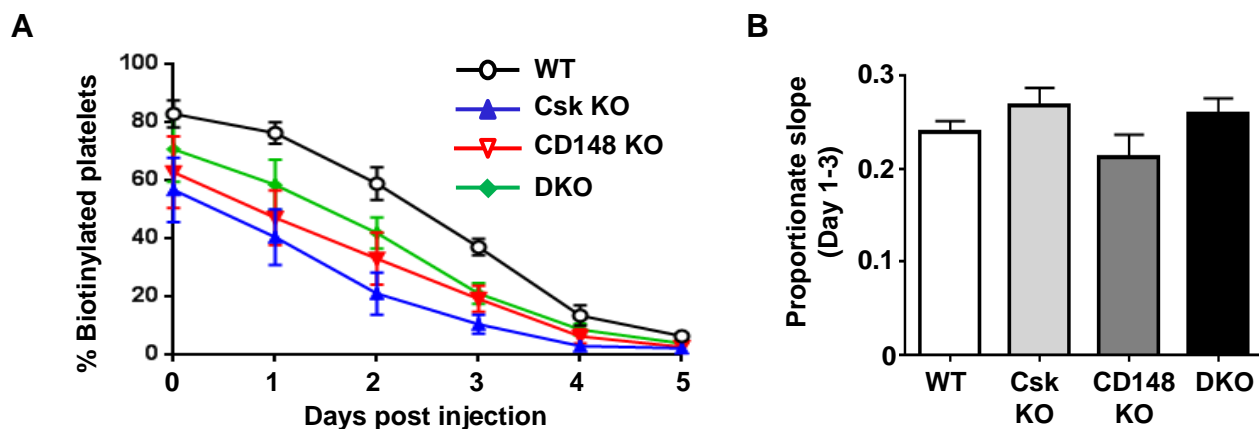 A
% Biotinylated platelets
100
80
60
40
20
0
0 1 2 3 4 5
Days post injection
WT
Csk KO
CD148 KO
DKO
B
Proportionate slope
(Day 1-3)
0.3
0.2
0.1
0
WT Csk CD148 DKO
KO KO